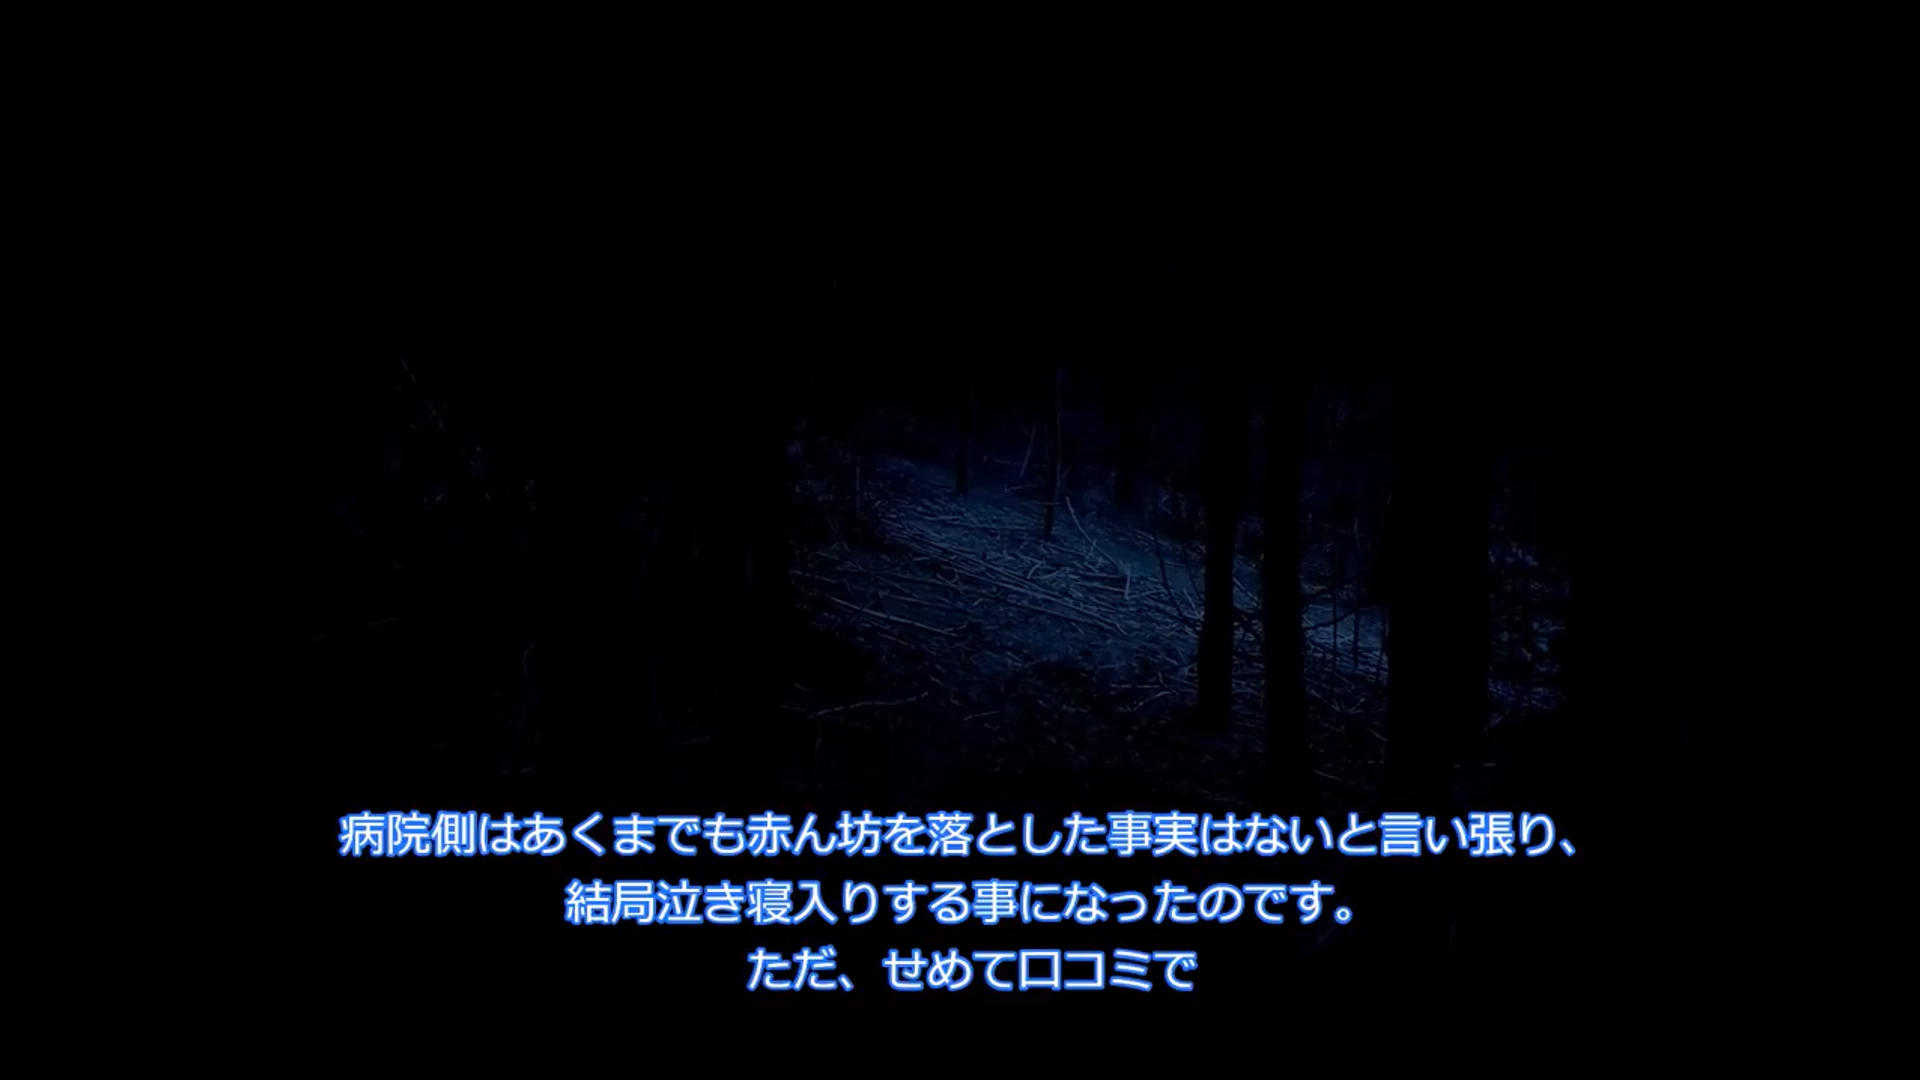 病院側はあくまでも赤ん坊を落とした事実はないと言い張り、
結局泣き寝入りする事になったのです。
ただ、せめて口コミで